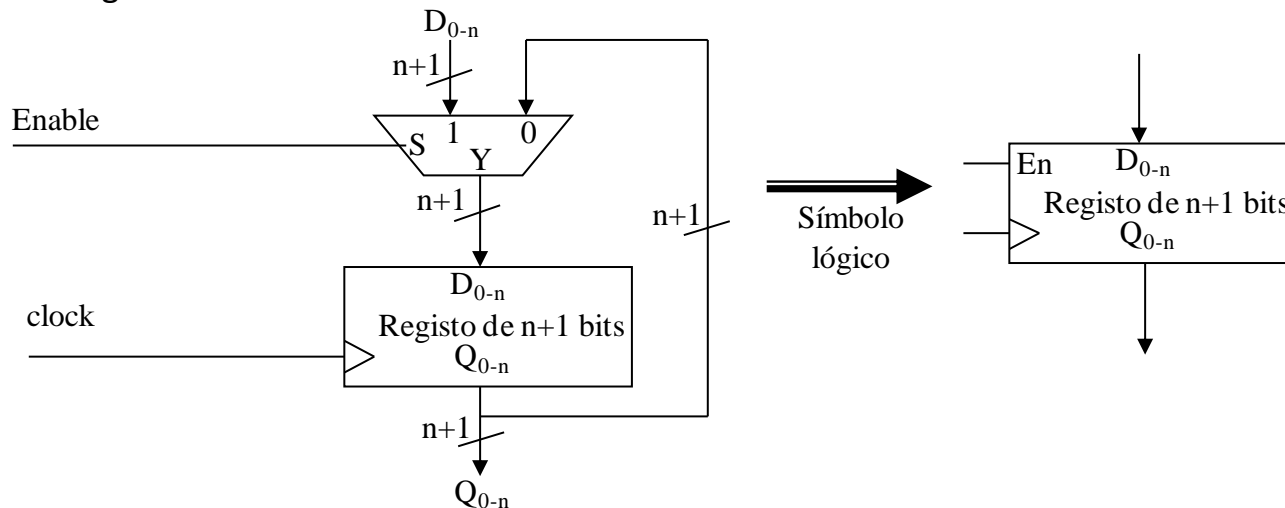 D0-n
n+1
Enable
1
0
S
Y
n+1
n+1
D0-n
Registo de n+1 bits
Q0-n
clock
n+1
Q0-n
Símbolo
lógico
En
D0-n
Registo de n+1 bits
Q0-n